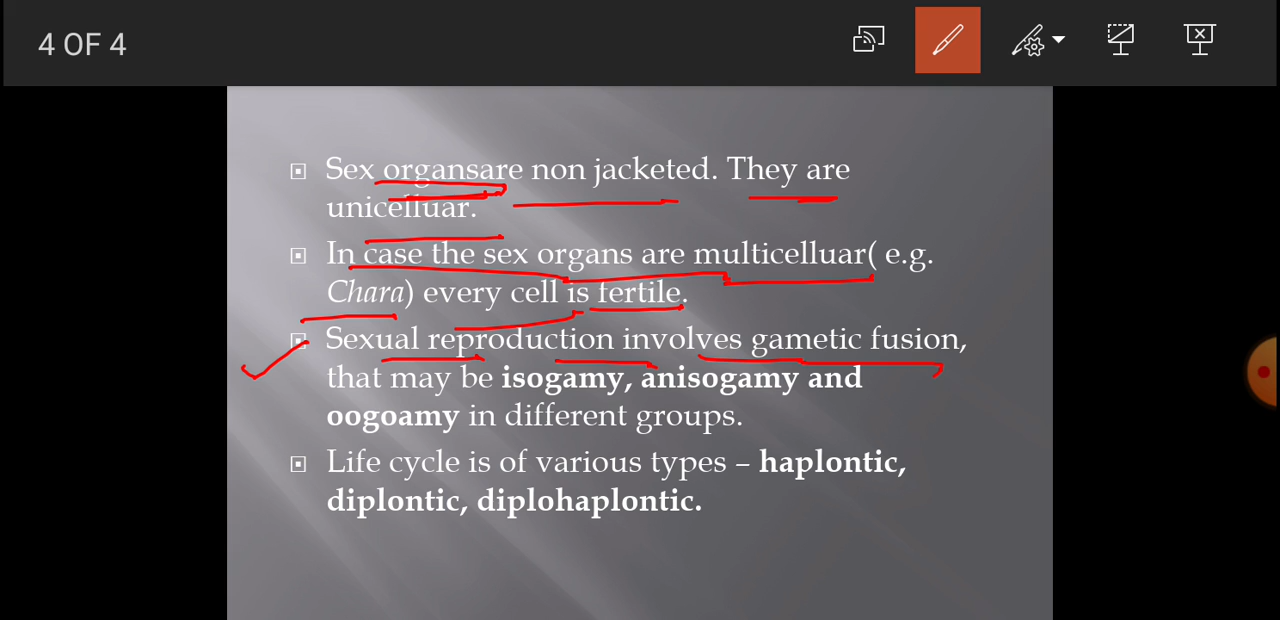 4 OF 4
Sex organsare non jacketed. They are
unicelluar.
In case the sex organs are multicelluar( e.g.
Chara) every cell is fertile.
Sexual reproduction involves gametic fusion,
that may be isogamy, anisogamy and
oogoamy in different groups.
Life cycle is of various types – haplontic,
diplontic, diplohaplontic.